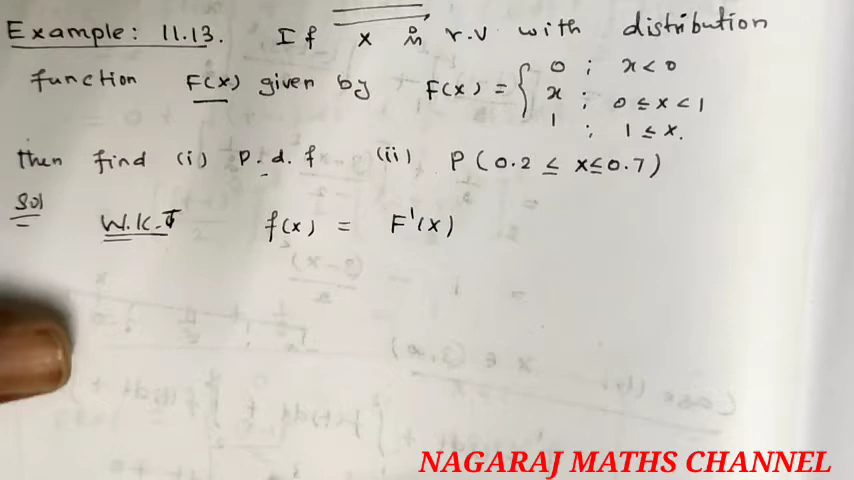 Example: 11.13. If x is r.v with distribution
function F(x) given by F(x) = { 0 ; x < 0
x ; 0 ≤ x < 1
1 ; 1 ≤ x.
then find (i) p.d.f (ii) P(0.2 ≤ x ≤ 0.7)
Sol
W.K.T f(x) = F'(x)
NAGARAJ MATHS CHANNEL